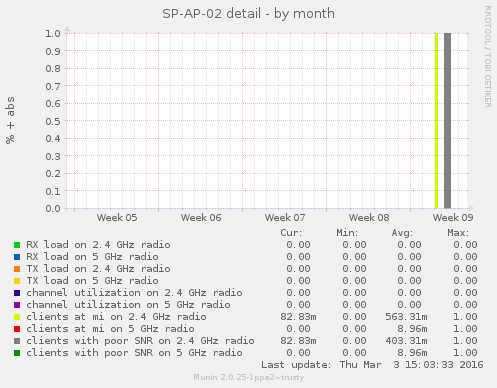 SP-AP-02 detail - by month
RRDTOOL / TOBI OETIKER
% + abs
1.0
0.9
0.8
0.7
0.6
0.5
0.4
0.3
0.2
0.1
0.0
Week 05 Week 06 Week 07 Week 08 Week 09
Cur: Min: Avg: Max:
RX load on 2.4 GHz radio 0.00 0.00 0.00 0.00
RX load on 5 GHz radio 0.00 0.00 0.00 0.00
TX load on 2.4 GHz radio 0.00 0.00 0.00 0.00
TX load on 5 GHz radio 0.00 0.00 0.00 0.00
channel utilization on 2.4 GHz radio 0.00 0.00 0.00 0.00
channel utilization on 5 GHz radio 0.00 0.00 0.00 0.00
clients at mi on 2.4 GHz radio 82.83m 0.00 563.31m 1.00
clients at mi on 5 GHz radio 0.00 0.00 8.96m 1.00
clients with poor SNR on 2.4 GHz radio 82.83m 0.00 403.31m 1.00
clients with poor SNR on 5 GHz radio 0.00 0.00 8.96m 1.00
Last update: Thu Mar 3 15:03:33 2016
Munin 2.0.25-1ppa2~trusty